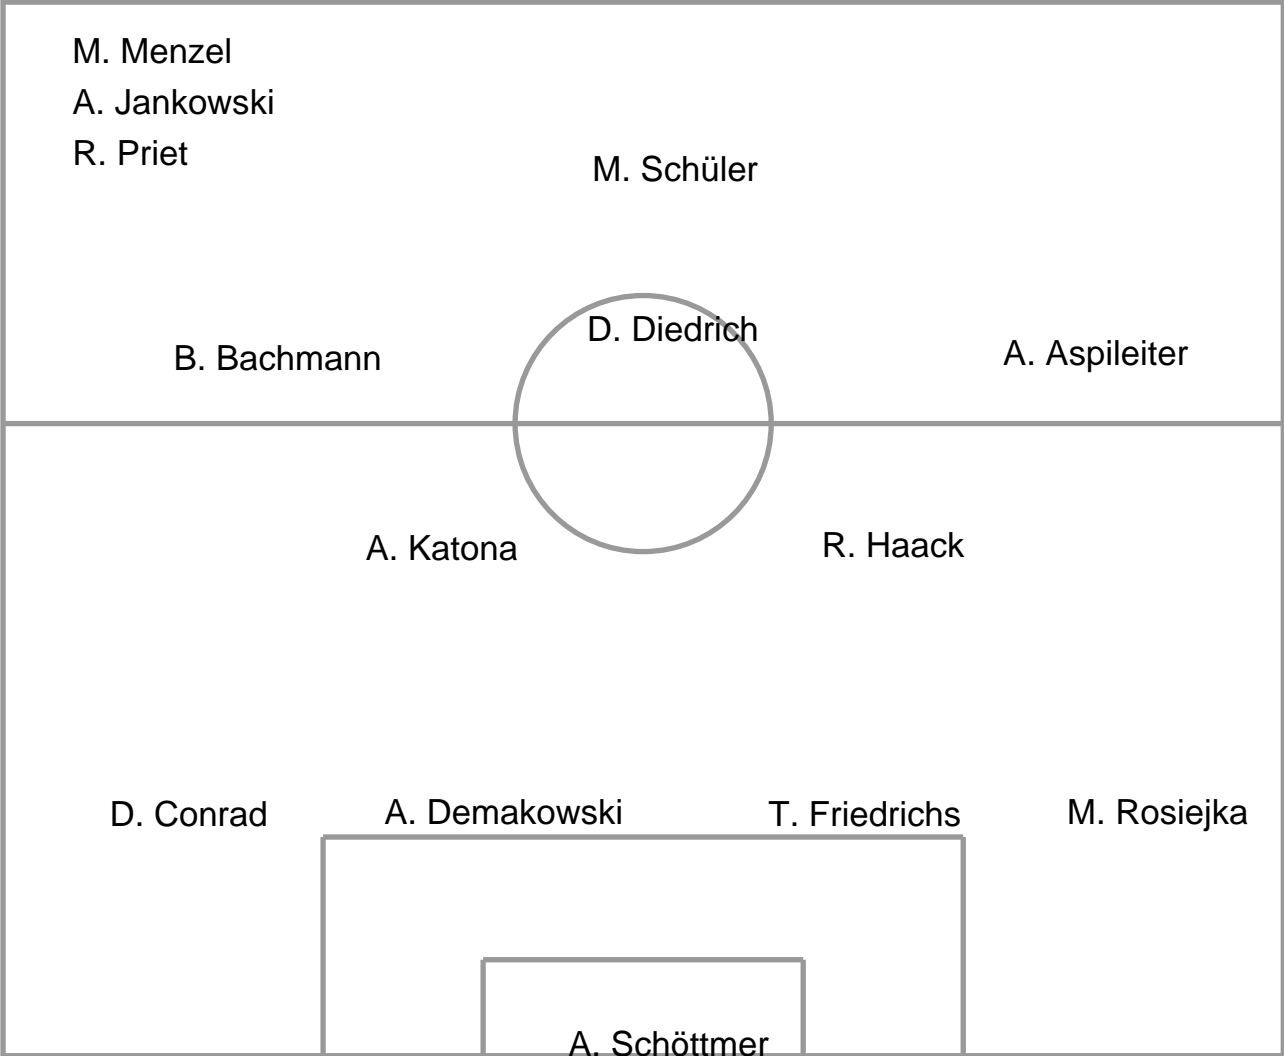 M. Menzel
A. Jankowski
R. Priet
M. Schüler
D. Diedrich
B. Bachmann
A. Aspileiter
A. Katona
R. Haack
D. Conrad
A. Demakowski
T. Friedrichs
M. Rosiejka
A. Schöttmer